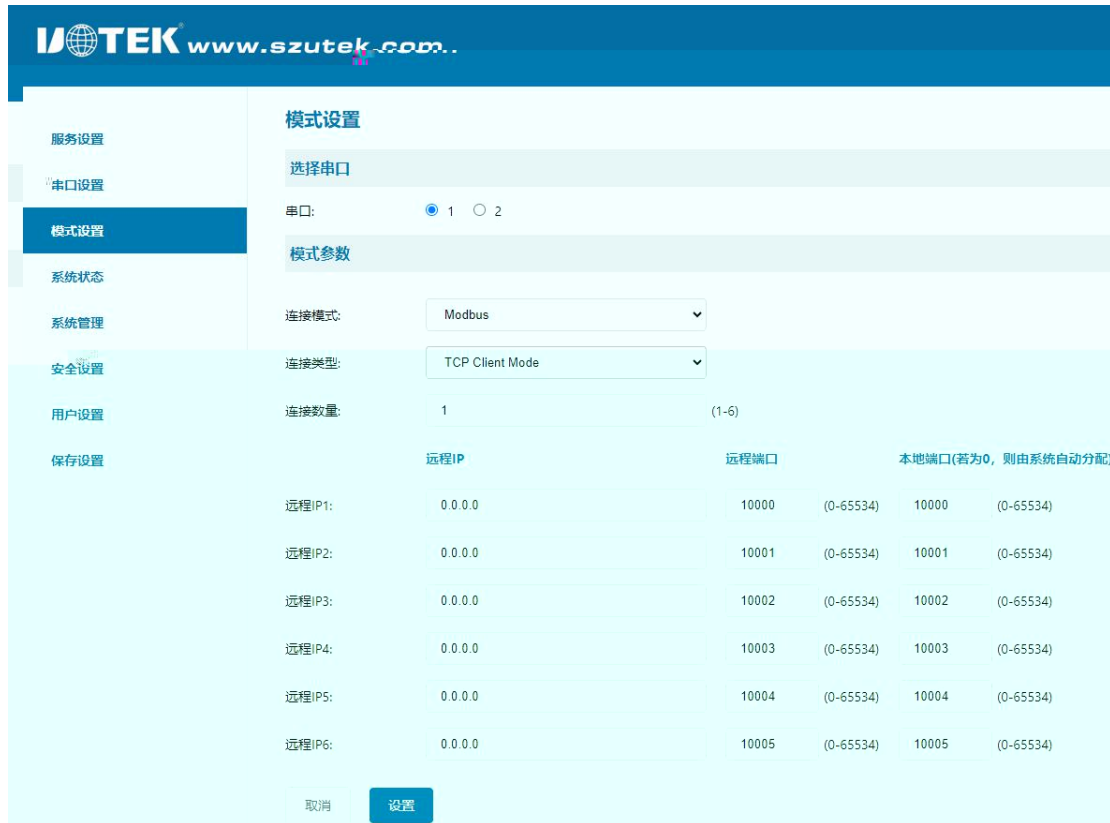 UOTEK® www.szutek.com..
服务设置
串口设置
模式设置
系统状态
系统管理
安全设置
用户设置
保存设置
模式设置
选择串口
串口: 1 2
模式参数
连接模式: Modbus
连接类型: TCP Client Mode
连接数量: 1 (1-6)
远程IP 远程端口 本地端口(若为0，则由系统自动分配)
远程IP1: 0.0.0.0 10000 (0-65534) 10000 (0-65534)
远程IP2: 0.0.0.0 10001 (0-65534) 10001 (0-65534)
远程IP3: 0.0.0.0 10002 (0-65534) 10002 (0-65534)
远程IP4: 0.0.0.0 10003 (0-65534) 10003 (0-65534)
远程IP5: 0.0.0.0 10004 (0-65534) 10004 (0-65534)
远程IP6: 0.0.0.0 10005 (0-65534) 10005 (0-65534)
取消 设置